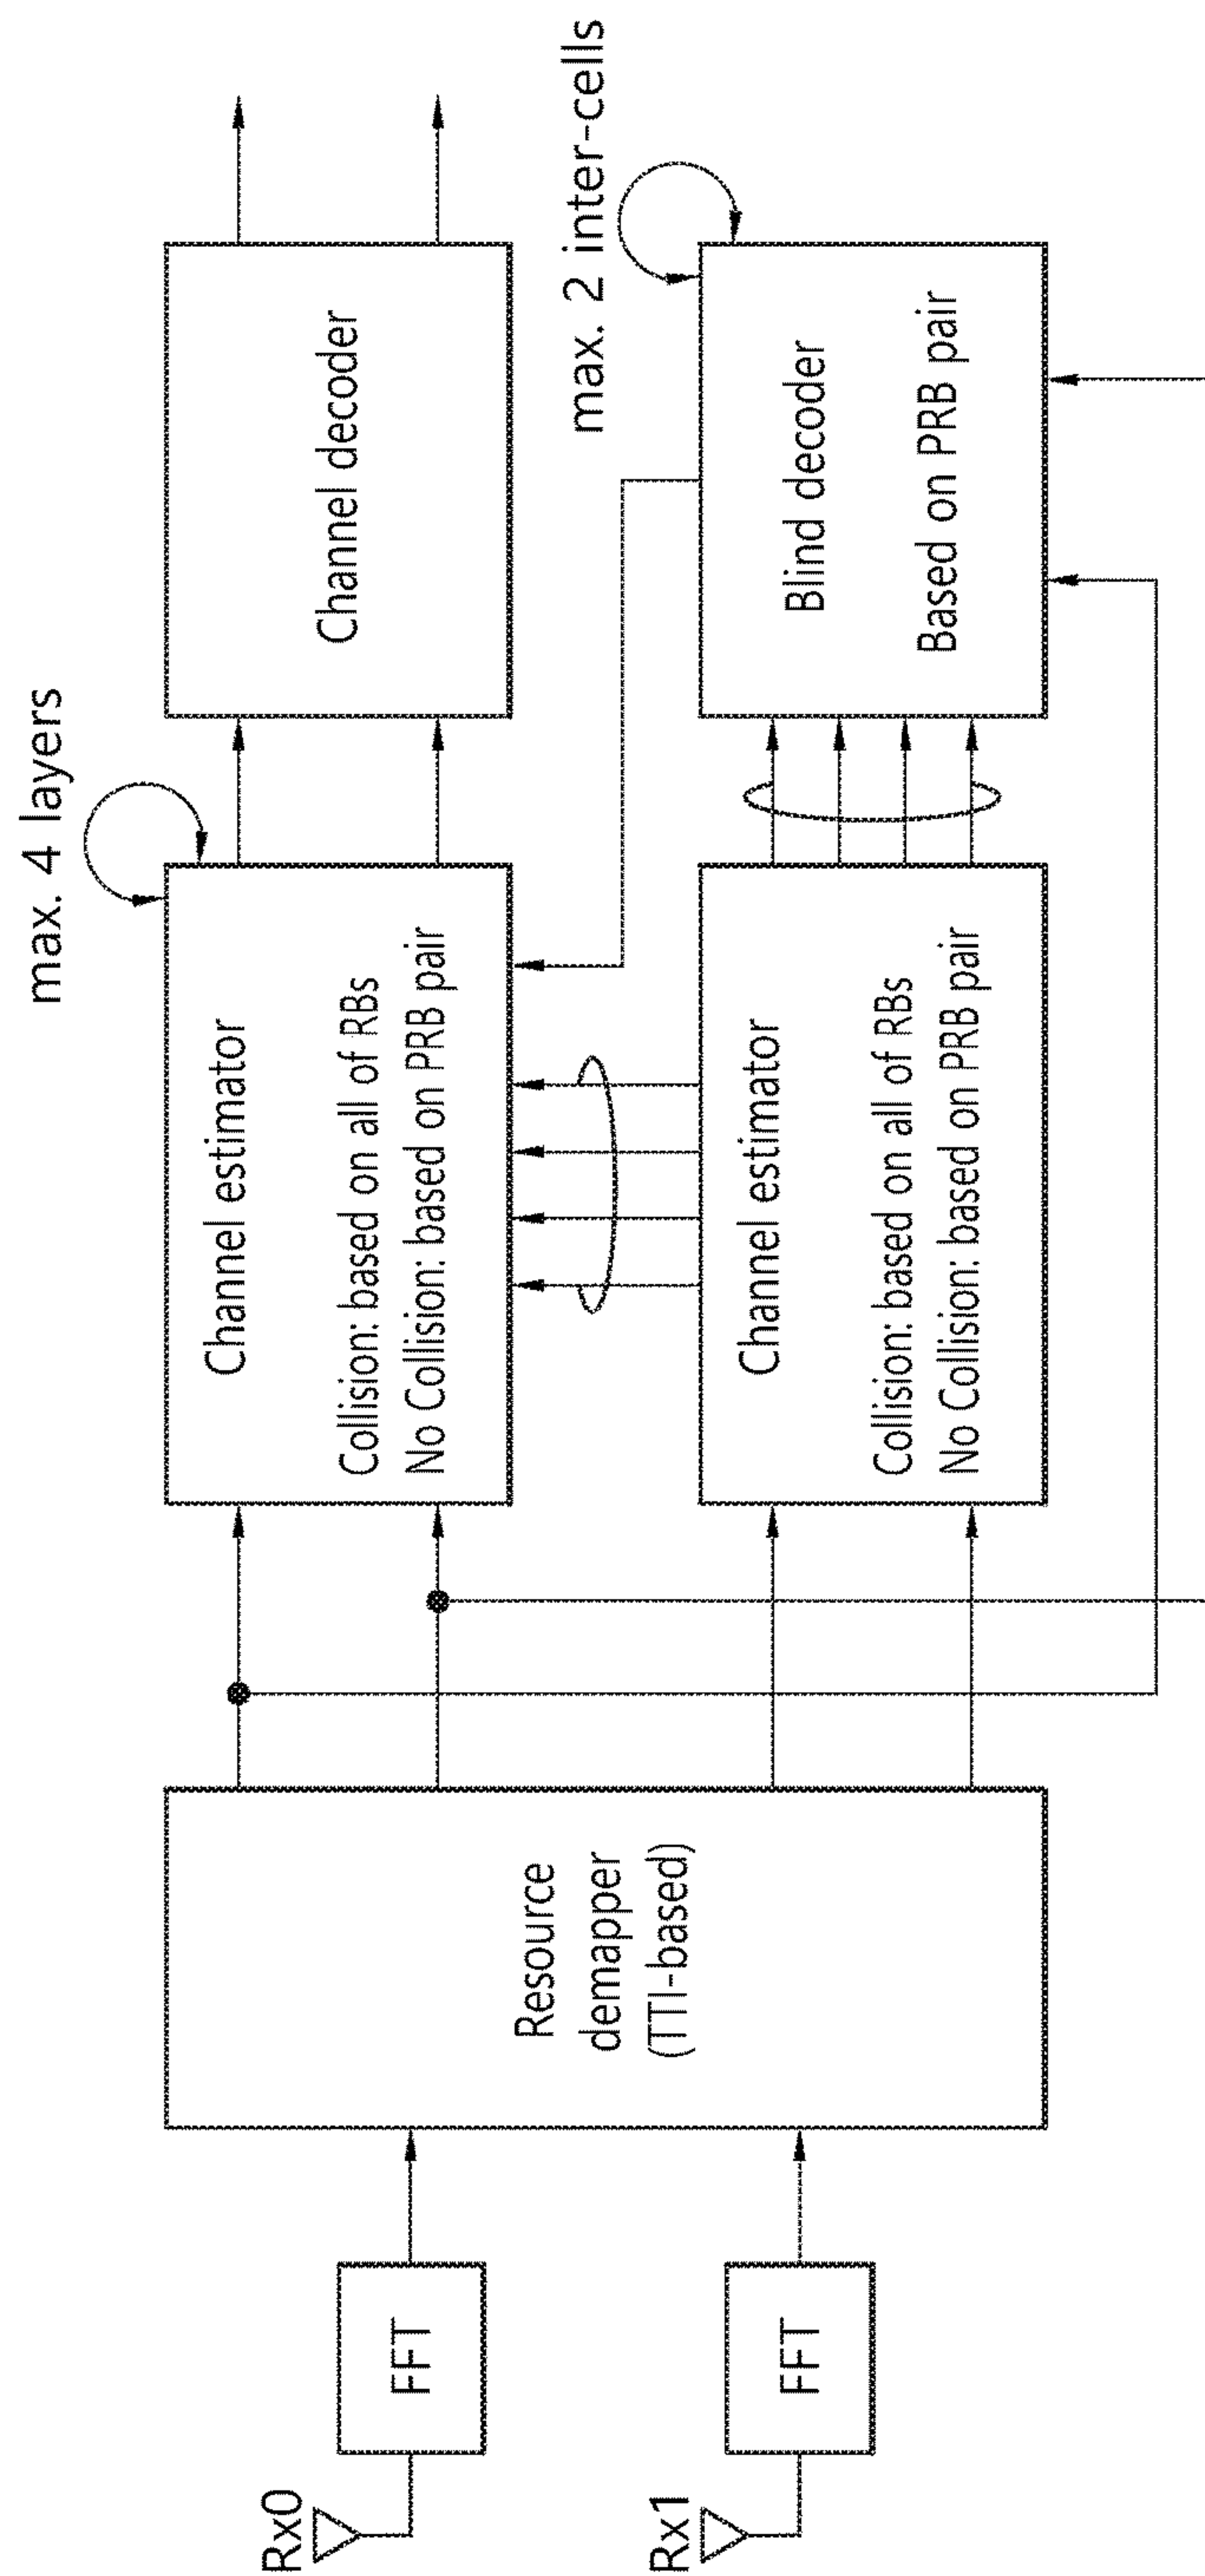 Rx0
FFT
Rx1
FFT
Resource
demapper
(TTI-based)
max. 4 layers
Channel estimator
Collision: based on all of RBs
No Collision: based on PRB pair
Channel estimator
Collision: based on all of RBs
No Collision: based on PRB pair
Channel decoder
max. 2 inter-cells
Blind decoder
Based on PRB pair